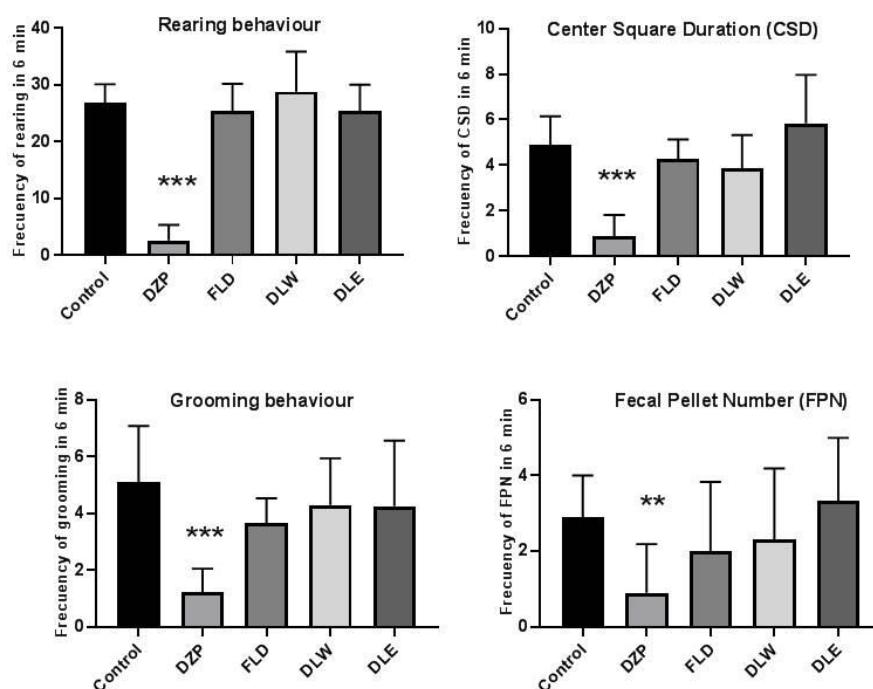 Rearing behaviour
Frecuency of rearing in 6 min
40
30
20
10
0
***
Control
DZP
FLD
DLW
DLE
Center Square Duration (CSD)
Frecuency of CSD in 6 min
10
8
6
4
2
0
***
Control
DZP
FLD
DLW
DLE
Grooming behaviour
Frecuency of grooming in 6 min
8
6
4
2
0
***
Control
DZP
FLD
DLW
DLE
Fecal Pellet Number (FPN)
Frecuency of FPN in 6 min
6
4
2
0
**
Control
DZP
FLD
DLW
DLE